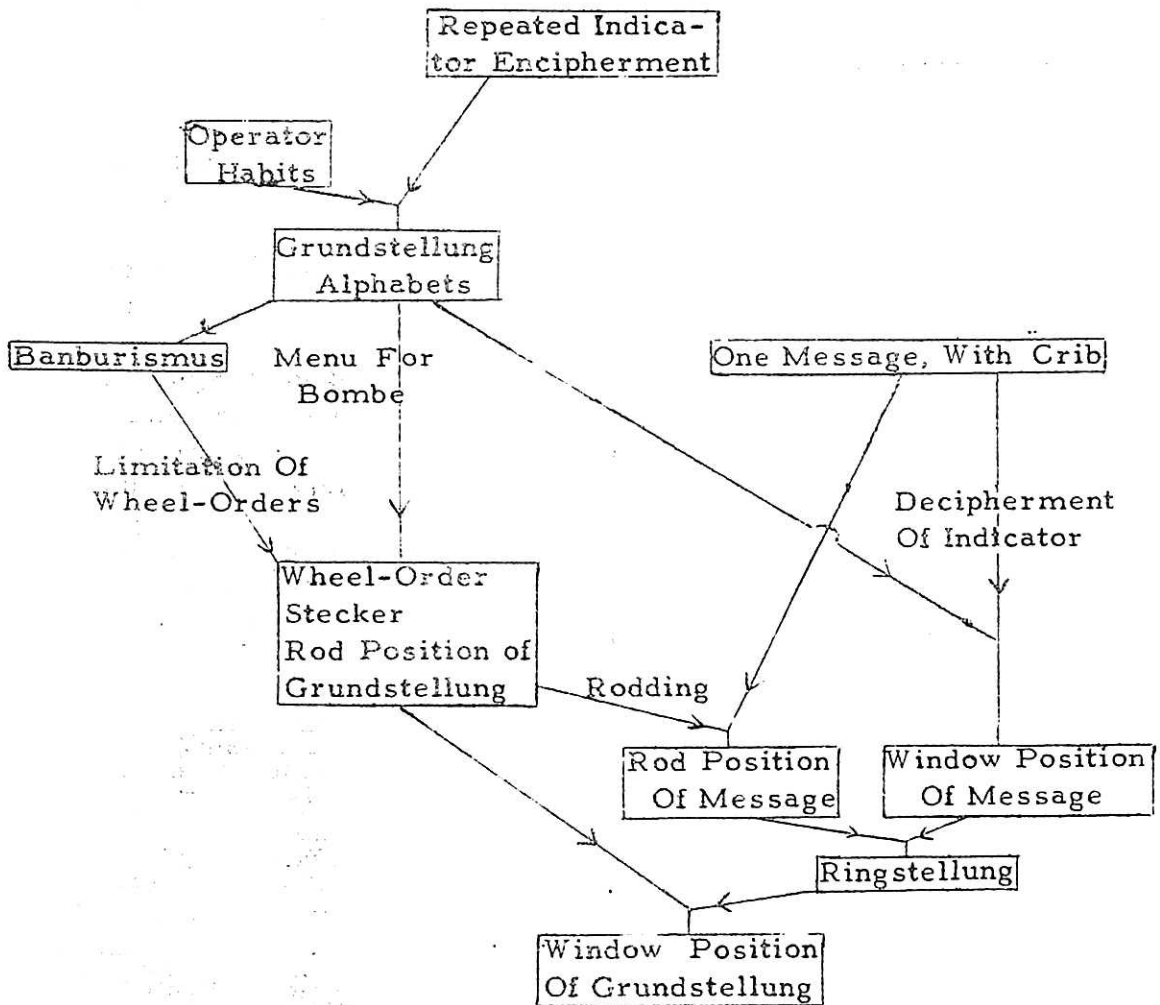 Repeated Indica-
tor Encipherment
Operator
Habits
Grundstellung
Alphabets
Banburismus
Menu For
Bombe
One Message, With Crib
Limitation Of
Wheel-Orders
Decipherment
Of Indicator
Wheel-Order
Stecker
Rod Position of
Grundstellung
Rodding
Rod Position
Of Message
Window Position
Of Message
Ringstellung
Window Position
Of Grundstellung